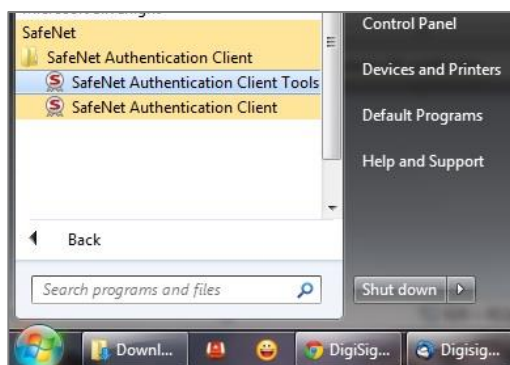 SafeNet
SafeNet Authentication Client
SafeNet Authentication Client Tools
SafeNet Authentication Client
Back
Search programs and files
Control Panel
Devices and Printers
Default Programs
Help and Support
Shut down
Downl...
DigiSig...
Digisig...